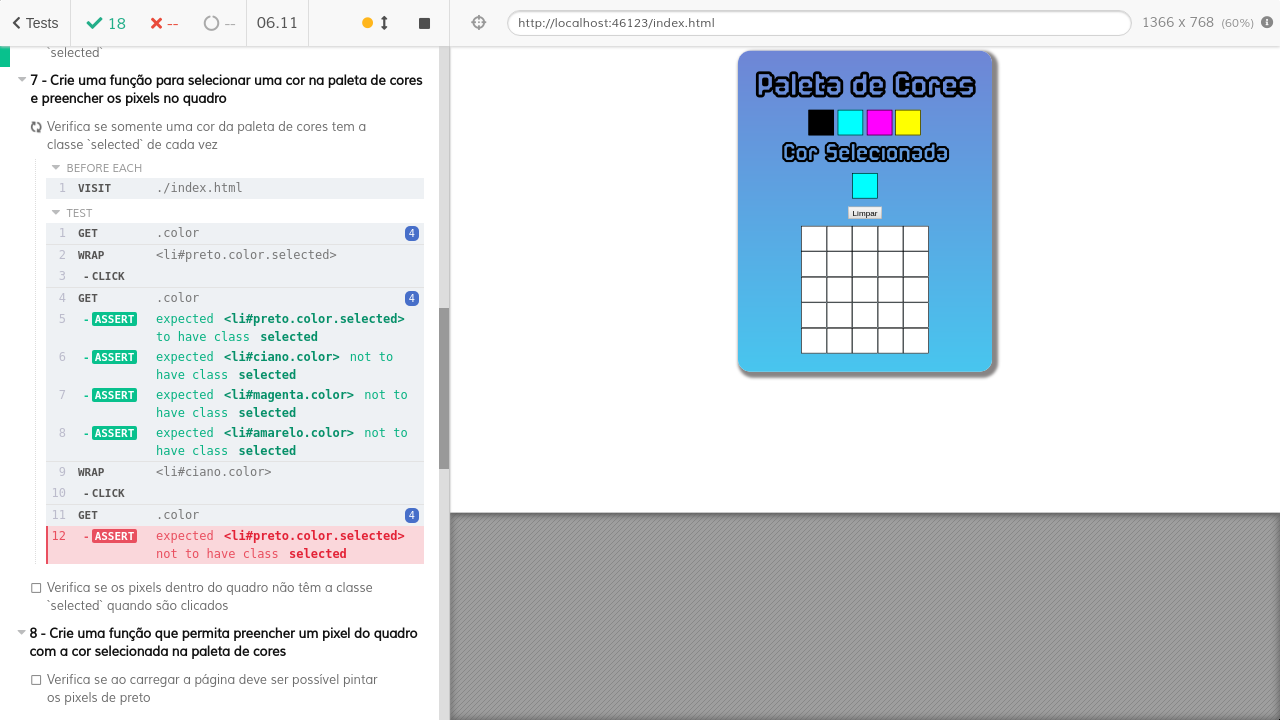 Tests
18
--
--
06.11
http://localhost:46123/index.html
1366 x 768 (60%)
`selected`
7 - Crie uma função para selecionar uma cor na paleta de cores
e preencher os pixels no quadro
Verifica se somente uma cor da paleta de cores tem a
classe `selected` de cada vez
BEFORE EACH
1 VISIT ./index.html
TEST
1 GET .color 4
2 WRAP <li#preto.color.selected>
3 -CLICK
4 GET .color 4
5 -ASSERT expected <li#preto.color.selected>
to have class selected
6 -ASSERT expected <li#ciano.color> not to
have class selected
7 -ASSERT expected <li#magenta.color> not to
have class selected
8 -ASSERT expected <li#amarelo.color> not to
have class selected
9 WRAP <li#ciano.color>
10 -CLICK
11 GET .color 4
12 -ASSERT expected <li#preto.color.selected>
not to have class selected
Verifica se os pixels dentro do quadro não têm a classe
`selected` quando são clicados
8 - Crie uma função que permita preencher um pixel do quadro
com a cor selecionada na paleta de cores
Verifica se ao carregar a página deve ser possível pintar
os pixels de preto
Paleta de Cores
Cor Selecionada
Limpar